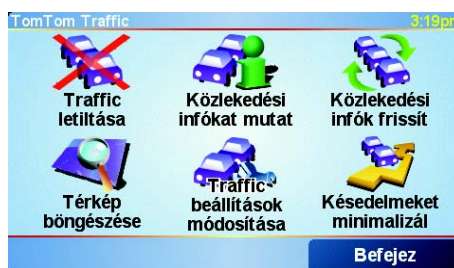 TomTom Traffic 3:19pm
Traffic
letiltása
Közlekedési
infókat mutat
Közlekedési
infók frissít
Térkép
böngészése
Traffic
beállítások
módosítása
Késedelmeket
minimalizál
Befejez